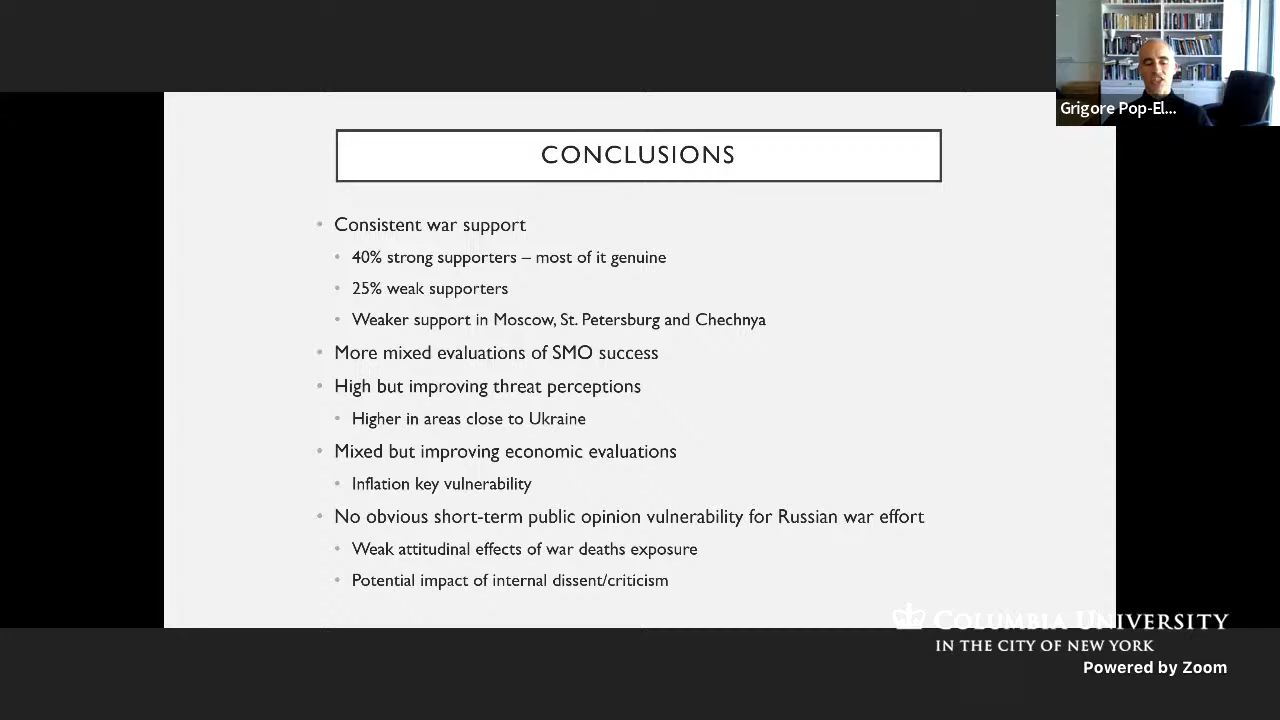 Grigore Pop-El...
CONCLUSIONS
• Consistent war support
• 40% strong supporters – most of it genuine
• 25% weak supporters
• Weaker support in Moscow, St. Petersburg and Chechnya
• More mixed evaluations of SMO success
• High but improving threat perceptions
• Higher in areas close to Ukraine
• Mixed but improving economic evaluations
• Inflation key vulnerability
• No obvious short-term public opinion vulnerability for Russian war effort
• Weak attitudinal effects of war deaths exposure
• Potential impact of internal dissent/criticism
COLUMBIA UNIVERSITY
IN THE CITY OF NEW YORK
Powered by Zoom